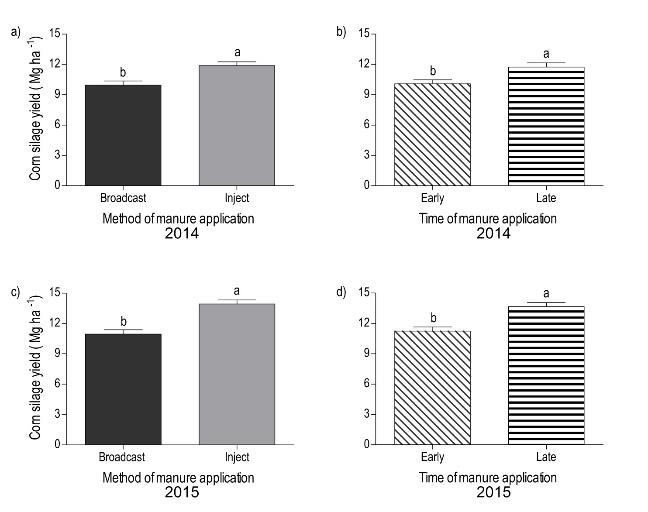 a)
Corn silage yield ( Mg ha -1)
15
12
9
6
3
0
b
a
Broadcast Inject
Method of manure application
2014
b)
15
12
9
6
3
0
b
a
Early Late
Time of manure application
2014
c)
Corn silage yield ( Mg ha -1)
15
12
9
6
3
0
b
a
Broadcast Inject
Method of manure application
2015
d)
15
12
9
6
3
0
b
a
Early Late
Time of manure application
2015